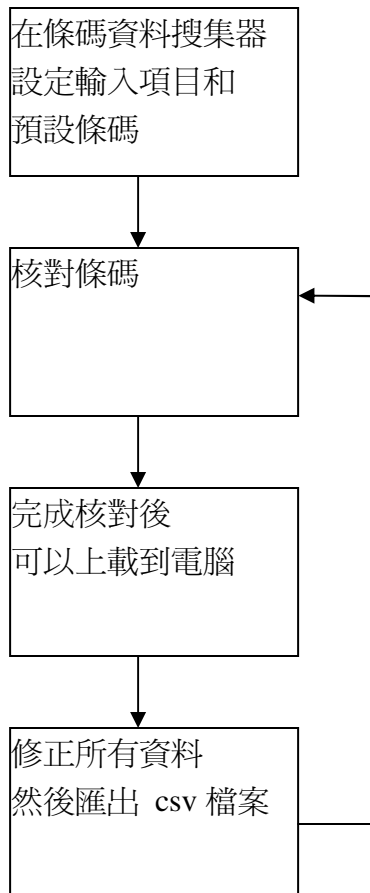 在條碼資料搜集器
設定輸入項目和
預設條碼
核對條碼
完成核對後
可以上載到電腦
修正所有資料
然後匯出 csv 檔案